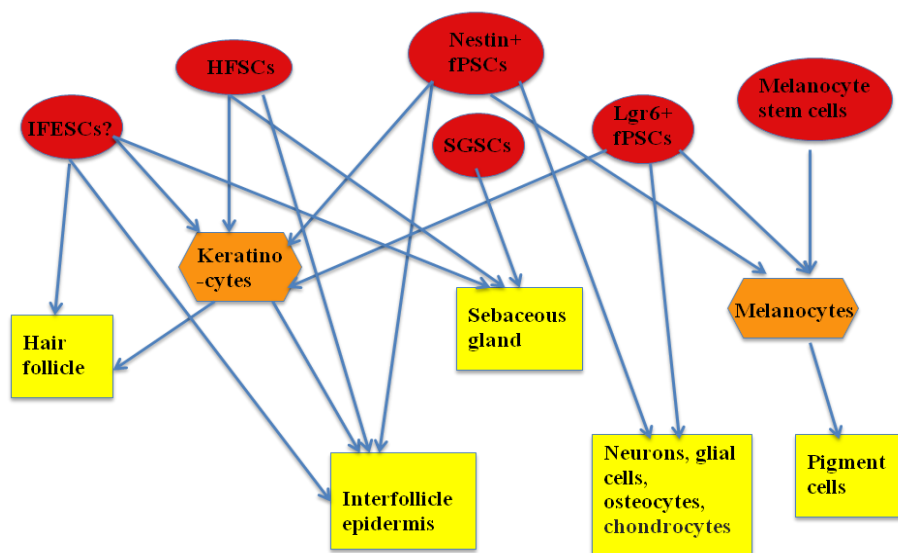 HFSCs
Nestin+
fPSCs
Melanocyte
stem cells
IFESCs?
SGSCs
Lgr6+
fPSCs
Keratino
-cytes
Melanocytes
Hair
follicle
Sebaceous
gland
Interfollicle
epidermis
Neurons, glial
cells,
osteocytes,
chondrocytes
Pigment
cells